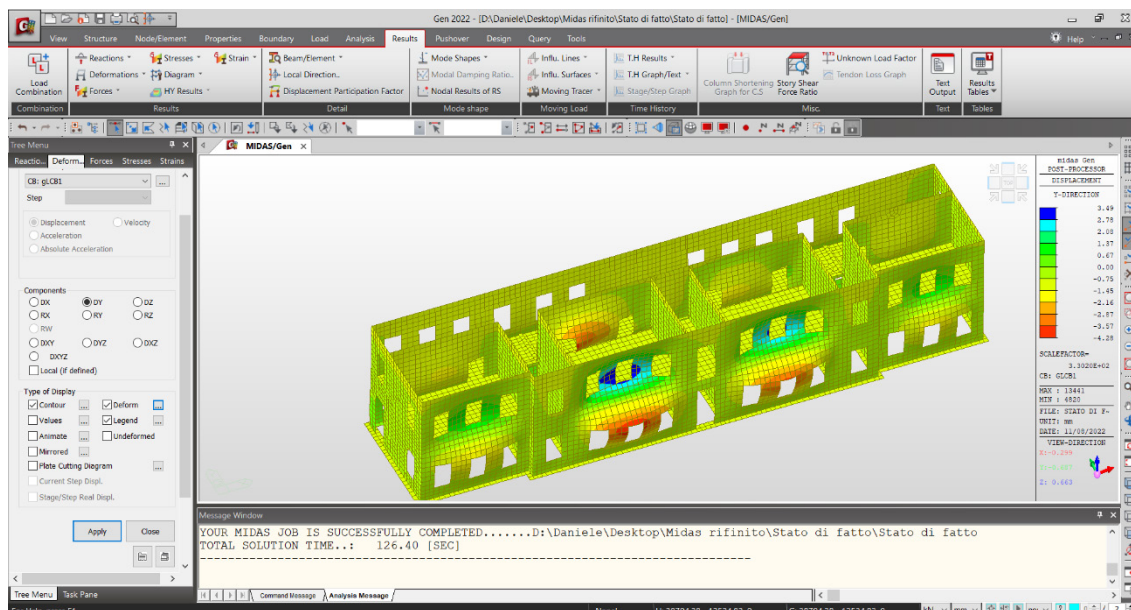 Gen 2022 - [D:\Daniele\Desktop\Midas rifinito\Stato di fatto\Stato di fatto] - [MIDAS/Gen]
View Structure Node/Element Properties Boundary Load Analysis Results Pushover Design Query Tools Help
Reactions Stresses Strain Beam/Element Mode Shapes Influ. Lines T.H Results Unknown Load Factor
Deformations Diagram Local Direction.. Modal Damping Ratio.. Influ. Surfaces T.H Graph/Text Tendon Loss Graph
Forces HY Results Displacement Participation Factor Nodal Results of RS Moving Tracer Stage/Step Graph
Load Combination
Column Shortening Graph for C.S
Story Shear Force Ratio
Text Output
Results Tables
Combination Results Detail Mode shape Moving Load Time History Misc. Text Tables
Tree Menu
MIDAS/Gen
Reactio... Deform... Forces Stresses Strains
CB: gLCB1
Step
Displacement Velocity
Acceleration
Absolute Acceleration
Components
DX DY DZ
RX RY RZ
RW
DXY DYZ DXZ
DXYZ
Local (if defined)
Type of Display
Contour Deform
Values Legend
Animate Undeformed
Mirrored
Plate Cutting Diagram
Current Step Displ.
Stage/Step Real Displ.
Apply Close
Tree Menu Task Pane
midas Gen
POST-PROCESSOR
DISPLACEMENT
Y-DIRECTION
3.49
2.78
2.08
1.37
0.67
0.00
-0.75
-1.45
-2.16
-2.87
-3.57
-4.28
SCALEFACTOR=
3.3020E+02
CB: GLCB1
MAX : 13441
MIN : 4820
FILE: STATO DI F~
UNIT: mm
DATE: 11/08/2022
VIEW-DIRECTION
X:-0.299
Z: 0.663
Message Window
YOUR MIDAS JOB IS SUCCESSFULLY COMPLETED.......D:\Daniele\Desktop\Midas rifinito\Stato di fatto\Stato di fatto
TOTAL SOLUTION TIME..: 126.40 [SEC]
Command Message Analysis Message